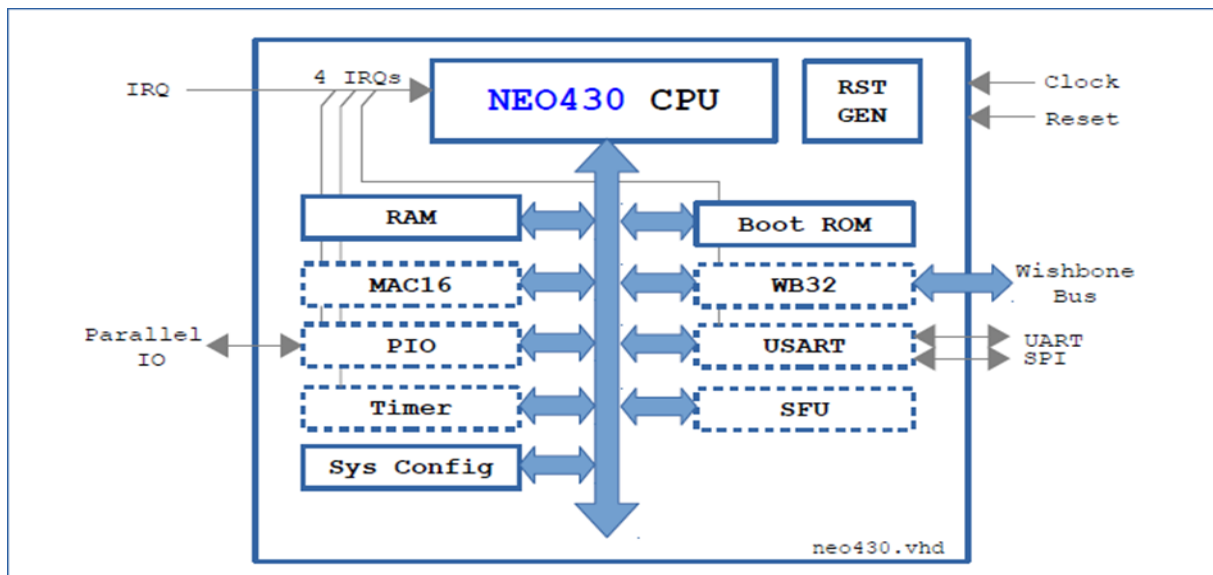 IRQ
4 IRQs
NEO430 CPU
RST
GEN
Clock
Reset
RAM
Boot ROM
MAC16
WB32
Wishbone
Bus
Parallel
IO
PIO
USART
UART
SPI
Timer
SFU
Sys Config
neo430.vhd